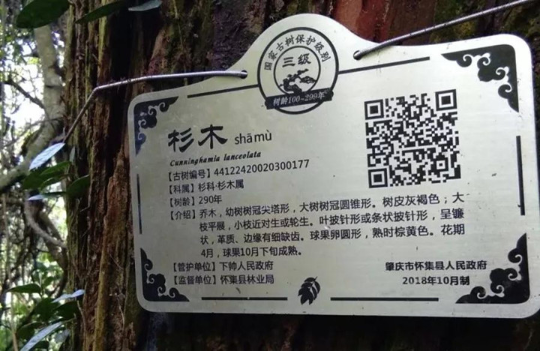 国家古树保护级别
三级
树龄100-299年
杉木 shāmù
Cunninghamia lanceolata
【古树编号】44122420020300177
【科属】杉科·杉木属
【树龄】290年
【介绍】乔木，幼树树冠尖塔形，大树树冠圆锥形。树皮灰褐色；大
枝平展，小枝近对生或轮生。叶披针形或条状披针形，呈镰
状，革质、边缘有细缺齿。球果卵圆形，熟时棕黄色。花期
4月，球果10月下旬成熟。
【管护单位】下帅人民政府
【监督单位】怀集县林业局
肇庆市怀集县人民政府
2018年10月制